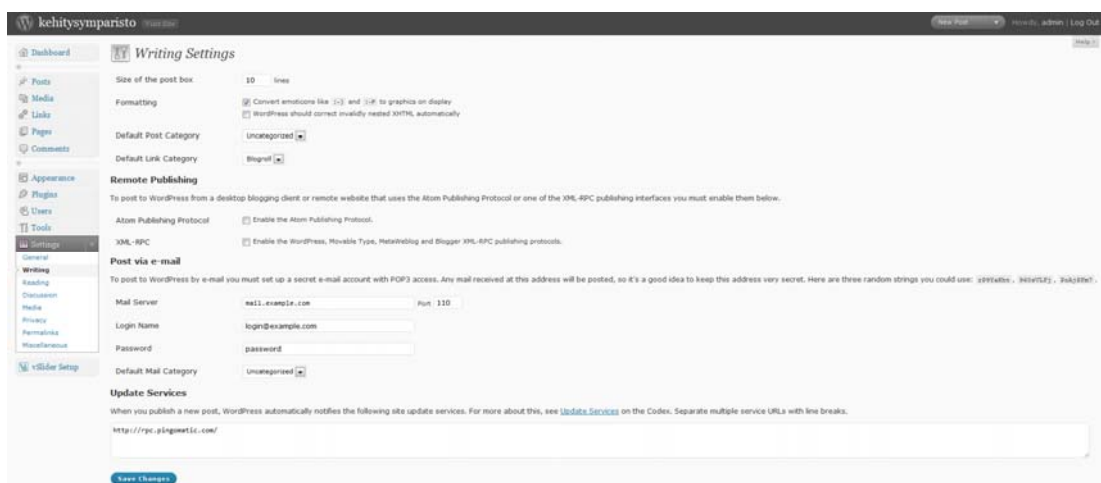 kehitysymparisto Visit Site New Post Howdy, admin | Log Out
Help
Dashboard
Posts
Media
Links
Pages
Comments
Appearance
Plugins
Users
Tools
Settings
General
Writing
Reading
Discussion
Media
Privacy
Permalinks
Miscellaneous
vSlider Setup
Writing Settings
Size of the post box 10 lines
Formatting Convert emoticons like :-) and :-P to graphics on display
WordPress should correct invalidly nested XHTML automatically
Default Post Category Uncategorized
Default Link Category Blogroll
Remote Publishing
To post to WordPress from a desktop blogging client or remote website that uses the Atom Publishing Protocol or one of the XML-RPC publishing interfaces you must enable them below.
Atom Publishing Protocol Enable the Atom Publishing Protocol.
XML-RPC Enable the WordPress, Movable Type, MetaWeblog and Blogger XML-RPC publishing protocols.
Post via e-mail
To post to WordPress by e-mail you must set up a secret e-mail account with POP3 access. Any mail received at this address will be posted, so it's a good idea to keep this address very secret. Here are three random strings you could use:
Mail Server mail.example.com Port 110
Login Name login@example.com
Password password
Default Mail Category Uncategorized
Update Services
When you publish a new post, WordPress automatically notifies the following site update services. For more about this, see Update Services on the Codex. Separate multiple service URLs with line breaks.
http://rpc.pingomatic.com/
Save Changes